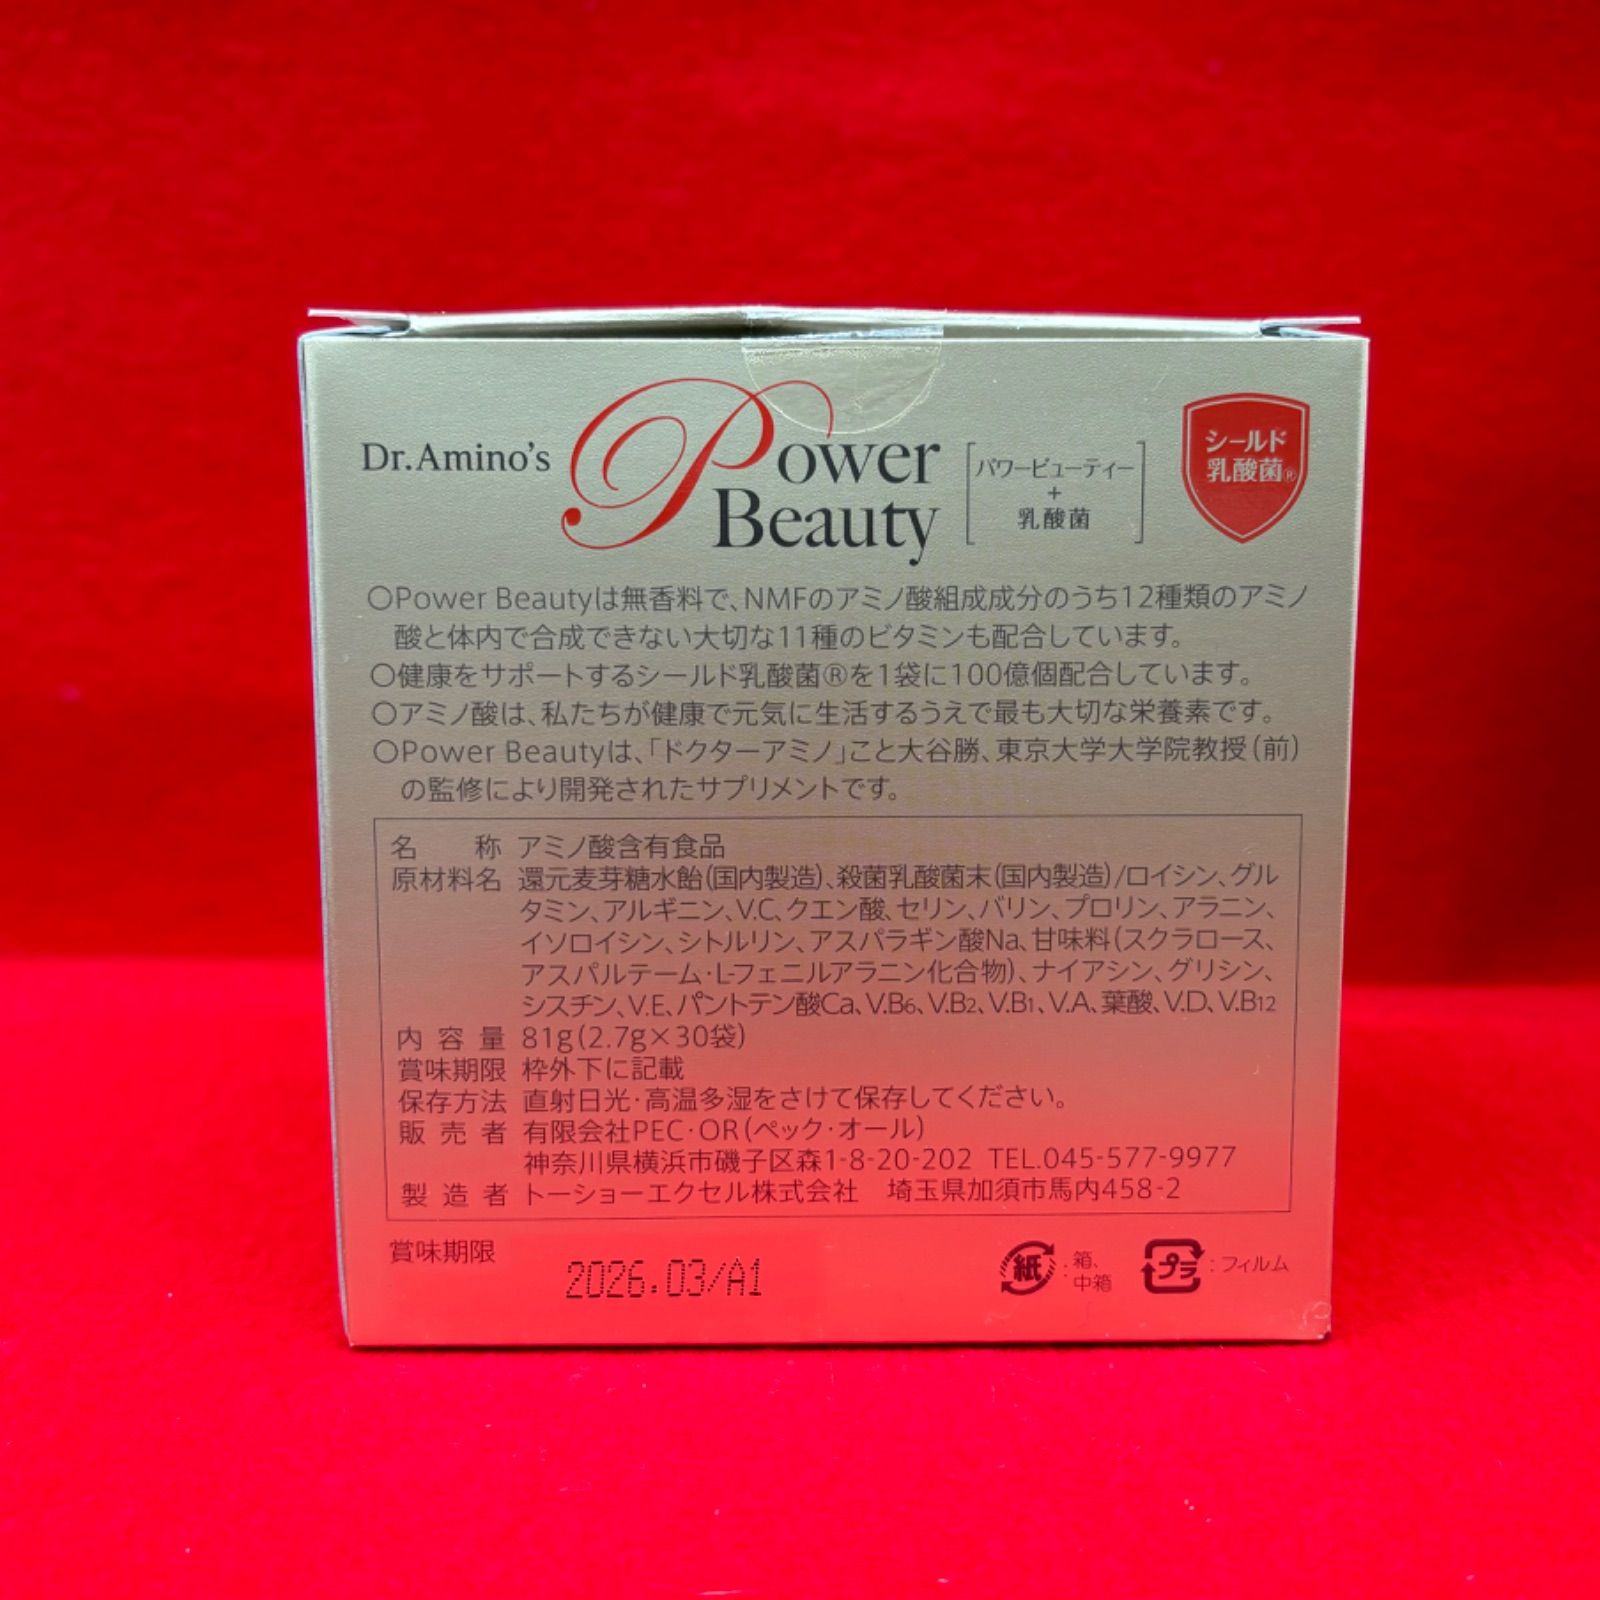 Dr.Amino's Power Beauty
[パワービューティー
+
乳酸菌]
シールド
乳酸菌®
○Power Beautyは無香料で、NMFのアミノ酸組成成分のうち12種類のアミノ
酸と体内で合成できない大切な11種のビタミンも配合しています。
○健康をサポートするシールド乳酸菌®を1袋に100億個配合しています。
○アミノ酸は、私たちが健康で元気に生活するうえで最も大切な栄養素です。
○Power Beautyは、「ドクターアミノ」こと大谷勝、東京大学大学院教授(前)
の監修により開発されたサプリメントです。
名称 アミノ酸含有食品
原材料名 還元麦芽糖水飴(国内製造)、殺菌乳酸菌末(国内製造)/ロイシン、グル
タミン、アルギニン、V.C、クエン酸、セリン、バリン、プロリン、アラニン、
イソロイシン、シトルリン、アスパラギン酸Na、甘味料(スクラロース、
アスパルテーム・L-フェニルアラニン化合物)、ナイアシン、グリシン、
シスチン、V.E、パントテン酸Ca、V.B6、V.B2、V.B1、V.A、葉酸、V.D、V.B12
内容量 81g(2.7g×30袋)
賞味期限 枠外下に記載
保存方法 直射日光・高温多湿をさけて保存してください。
販売者 有限会社PEC・OR(ペック・オール)
神奈川県横浜市磯子区森1-8-20-202 TEL.045-577-9977
製造者 トーショーエクセル株式会社 埼玉県加須市馬内458-2
賞味期限 2026.03/A1
紙:箱、
中箱
プラ:フィルム